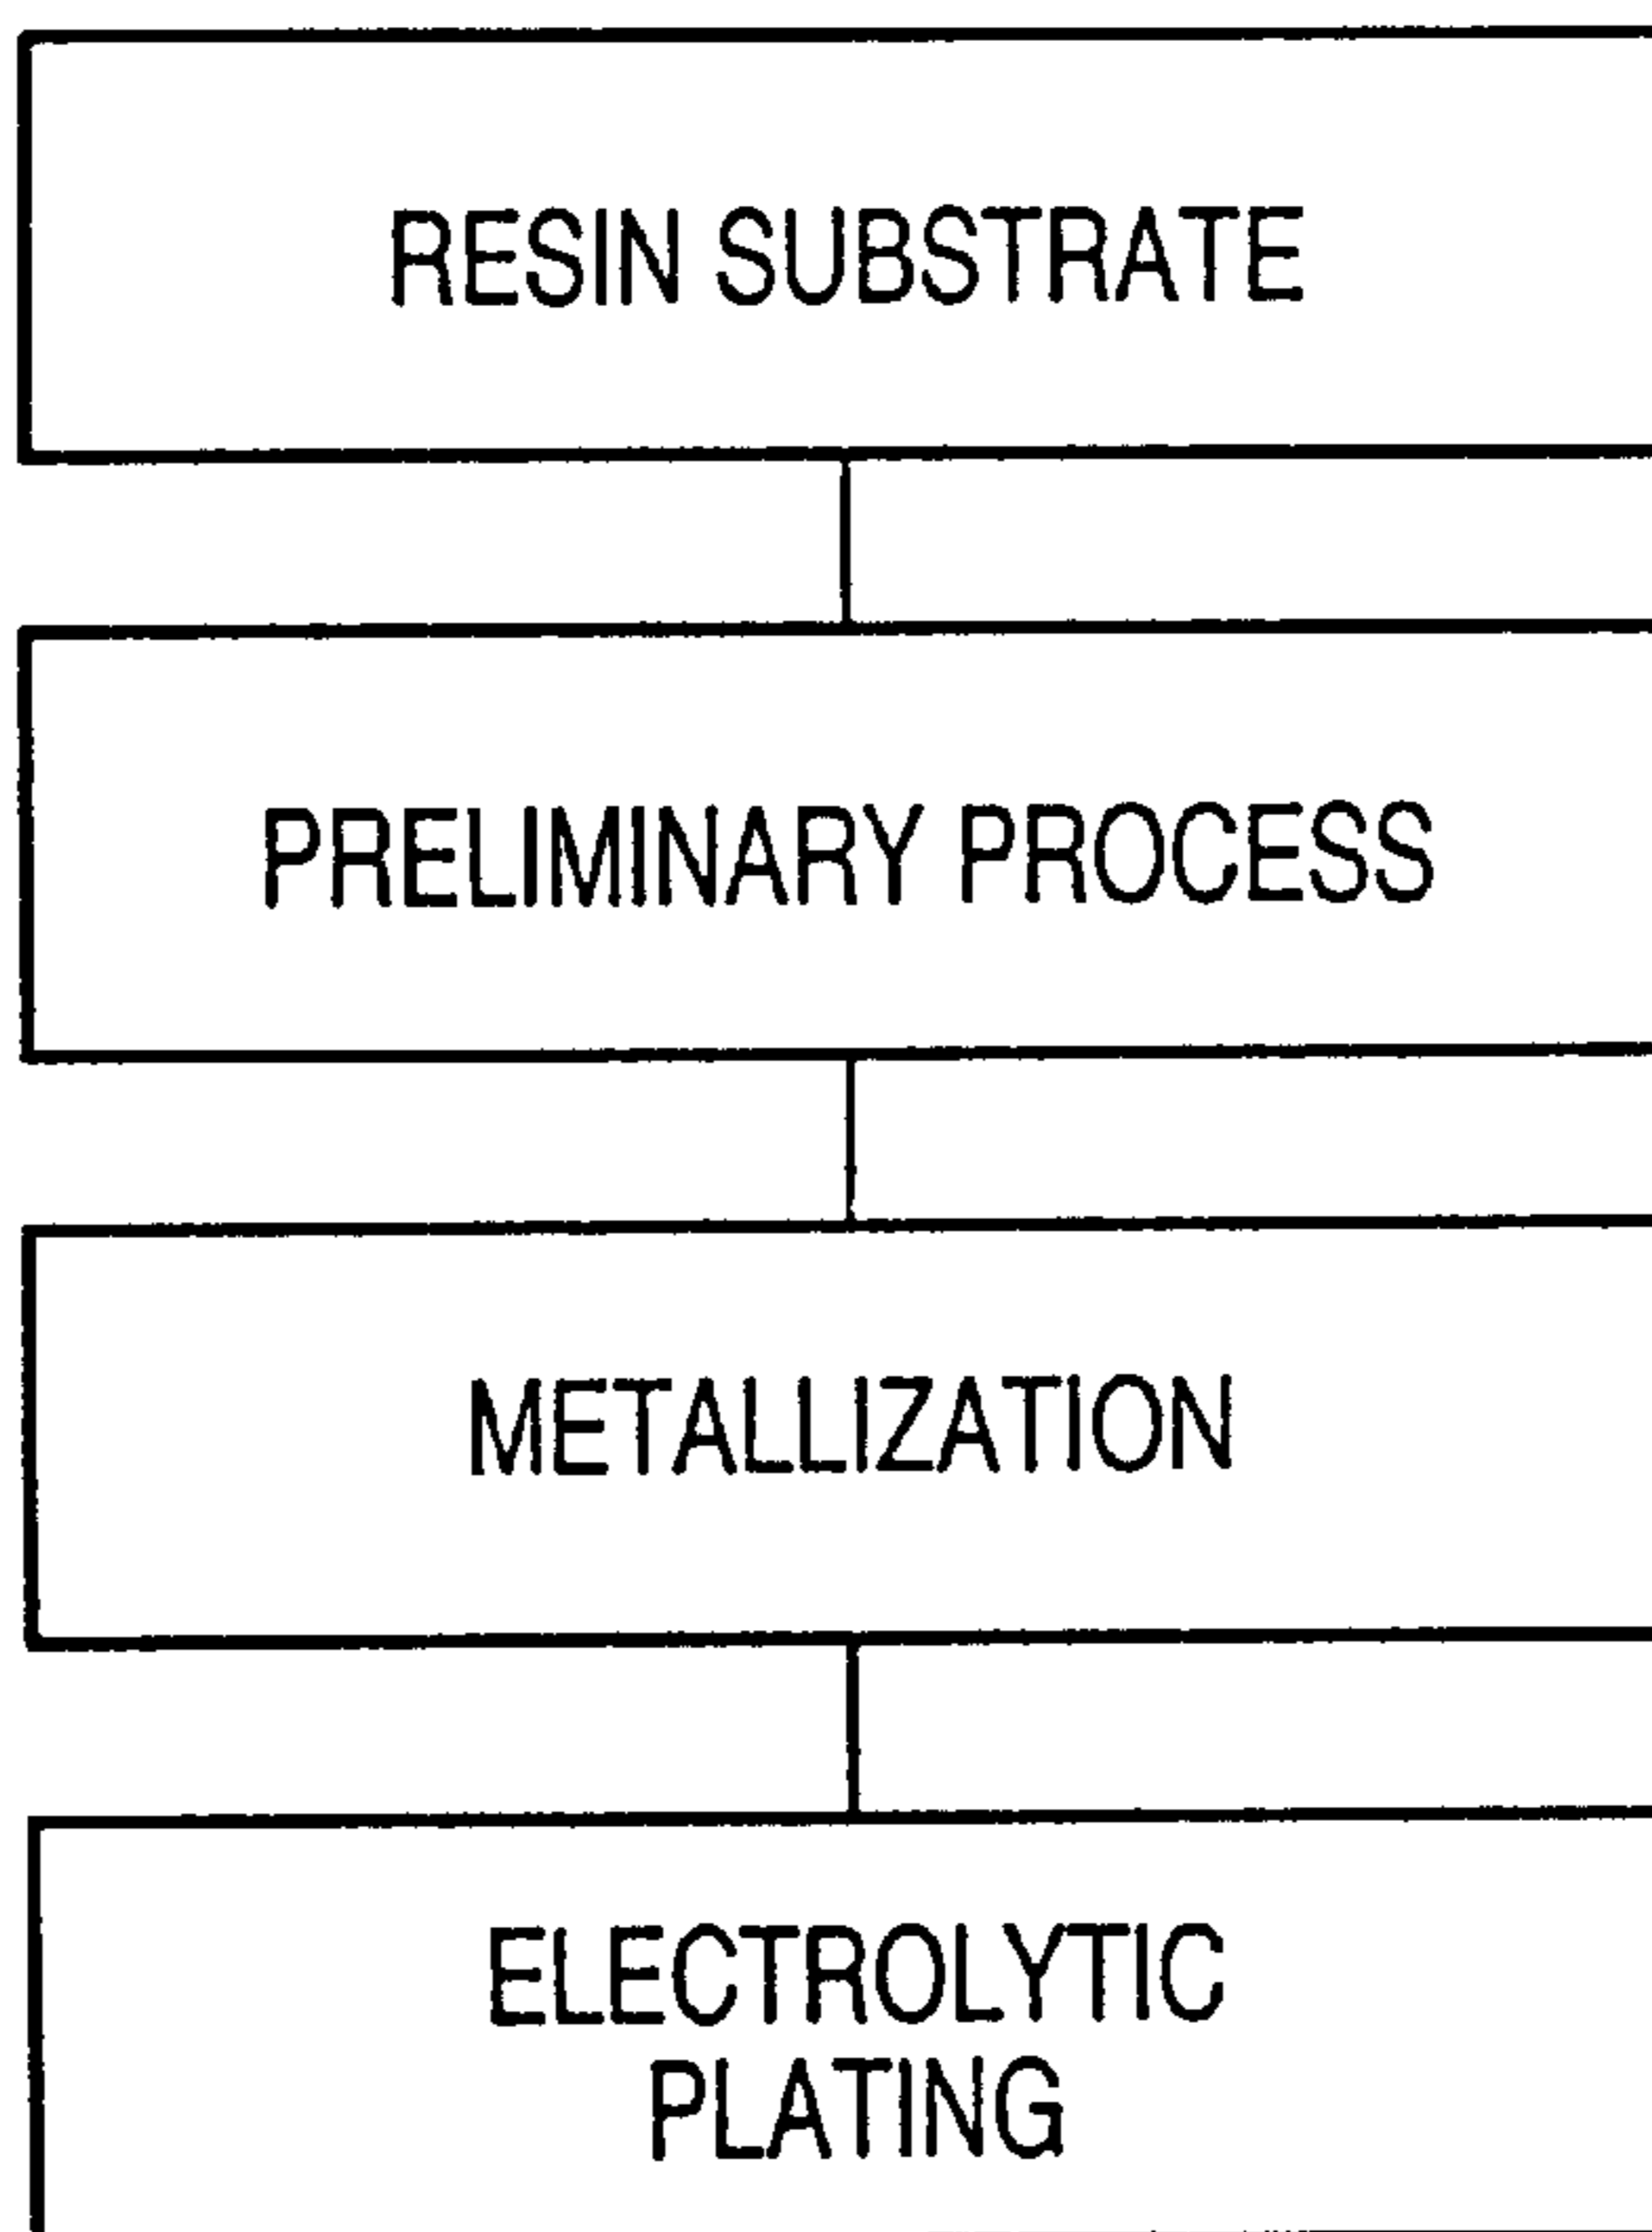 RESIN SUBSTRATE
PRELIMINARY PROCESS
METALLIZATION
ELECTROLYTIC
PLATING